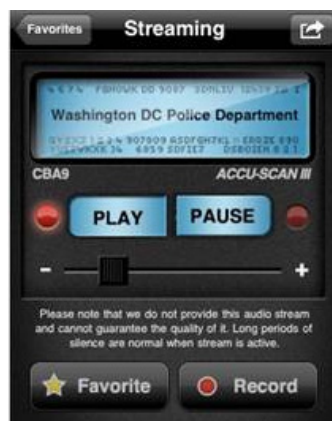 Favorites Streaming
Washington DC Police Department
CBA9 ACCU-SCAN III
PLAY PAUSE
- +
Please note that we do not provide this audio stream
and cannot guarantee the quality of it. Long periods of
silence are normal when stream is active.
Favorite Record